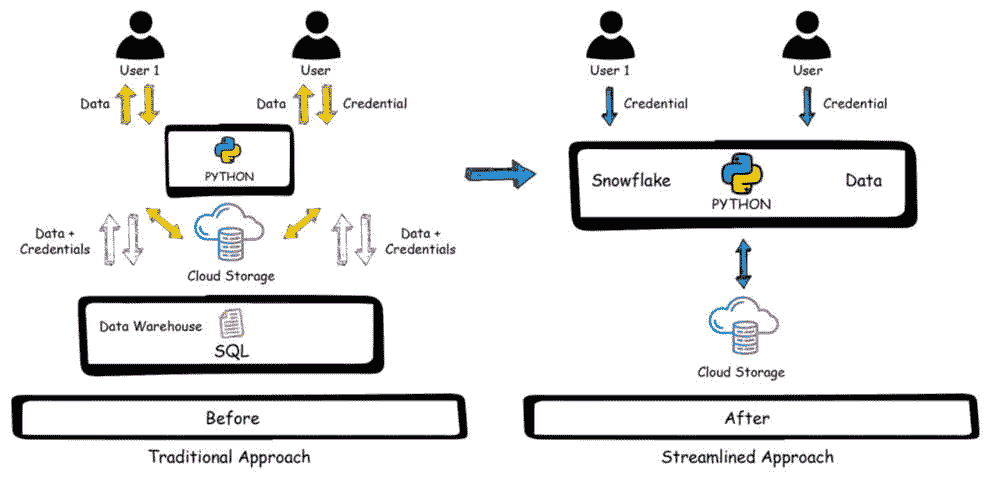 User 1
User
Data
Data
Credential
PYTHON
Data +
Credentials
Data +
Credentials
Cloud Storage
Data Warehouse
SQL
Before
Traditional Approach
User 1
User
Credential
Credential
Snowflake
PYTHON
Data
Cloud Storage
After
Streamlined Approach